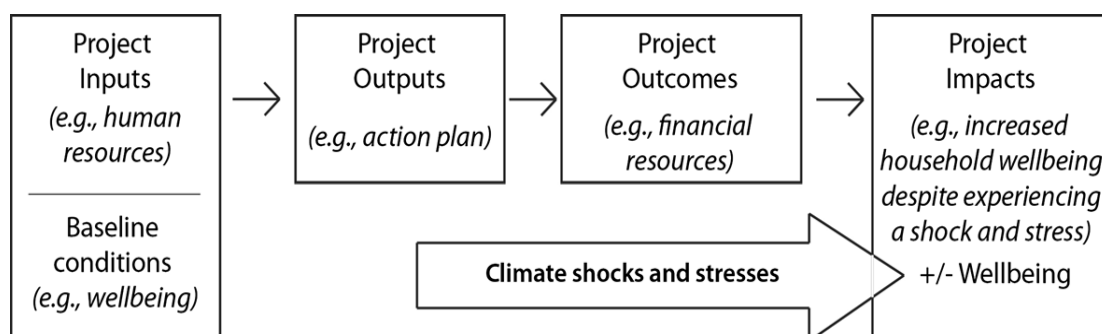 Project
Inputs
(e.g., human
resources)
Baseline
conditions
(e.g., wellbeing)
Project
Outputs
(e.g., action plan)
Project
Outcomes
(e.g., financial
resources)
Project
Impacts
(e.g., increased
household wellbeing
despite experiencing
a shock and stress)
+/- Wellbeing
Climate shocks and stresses